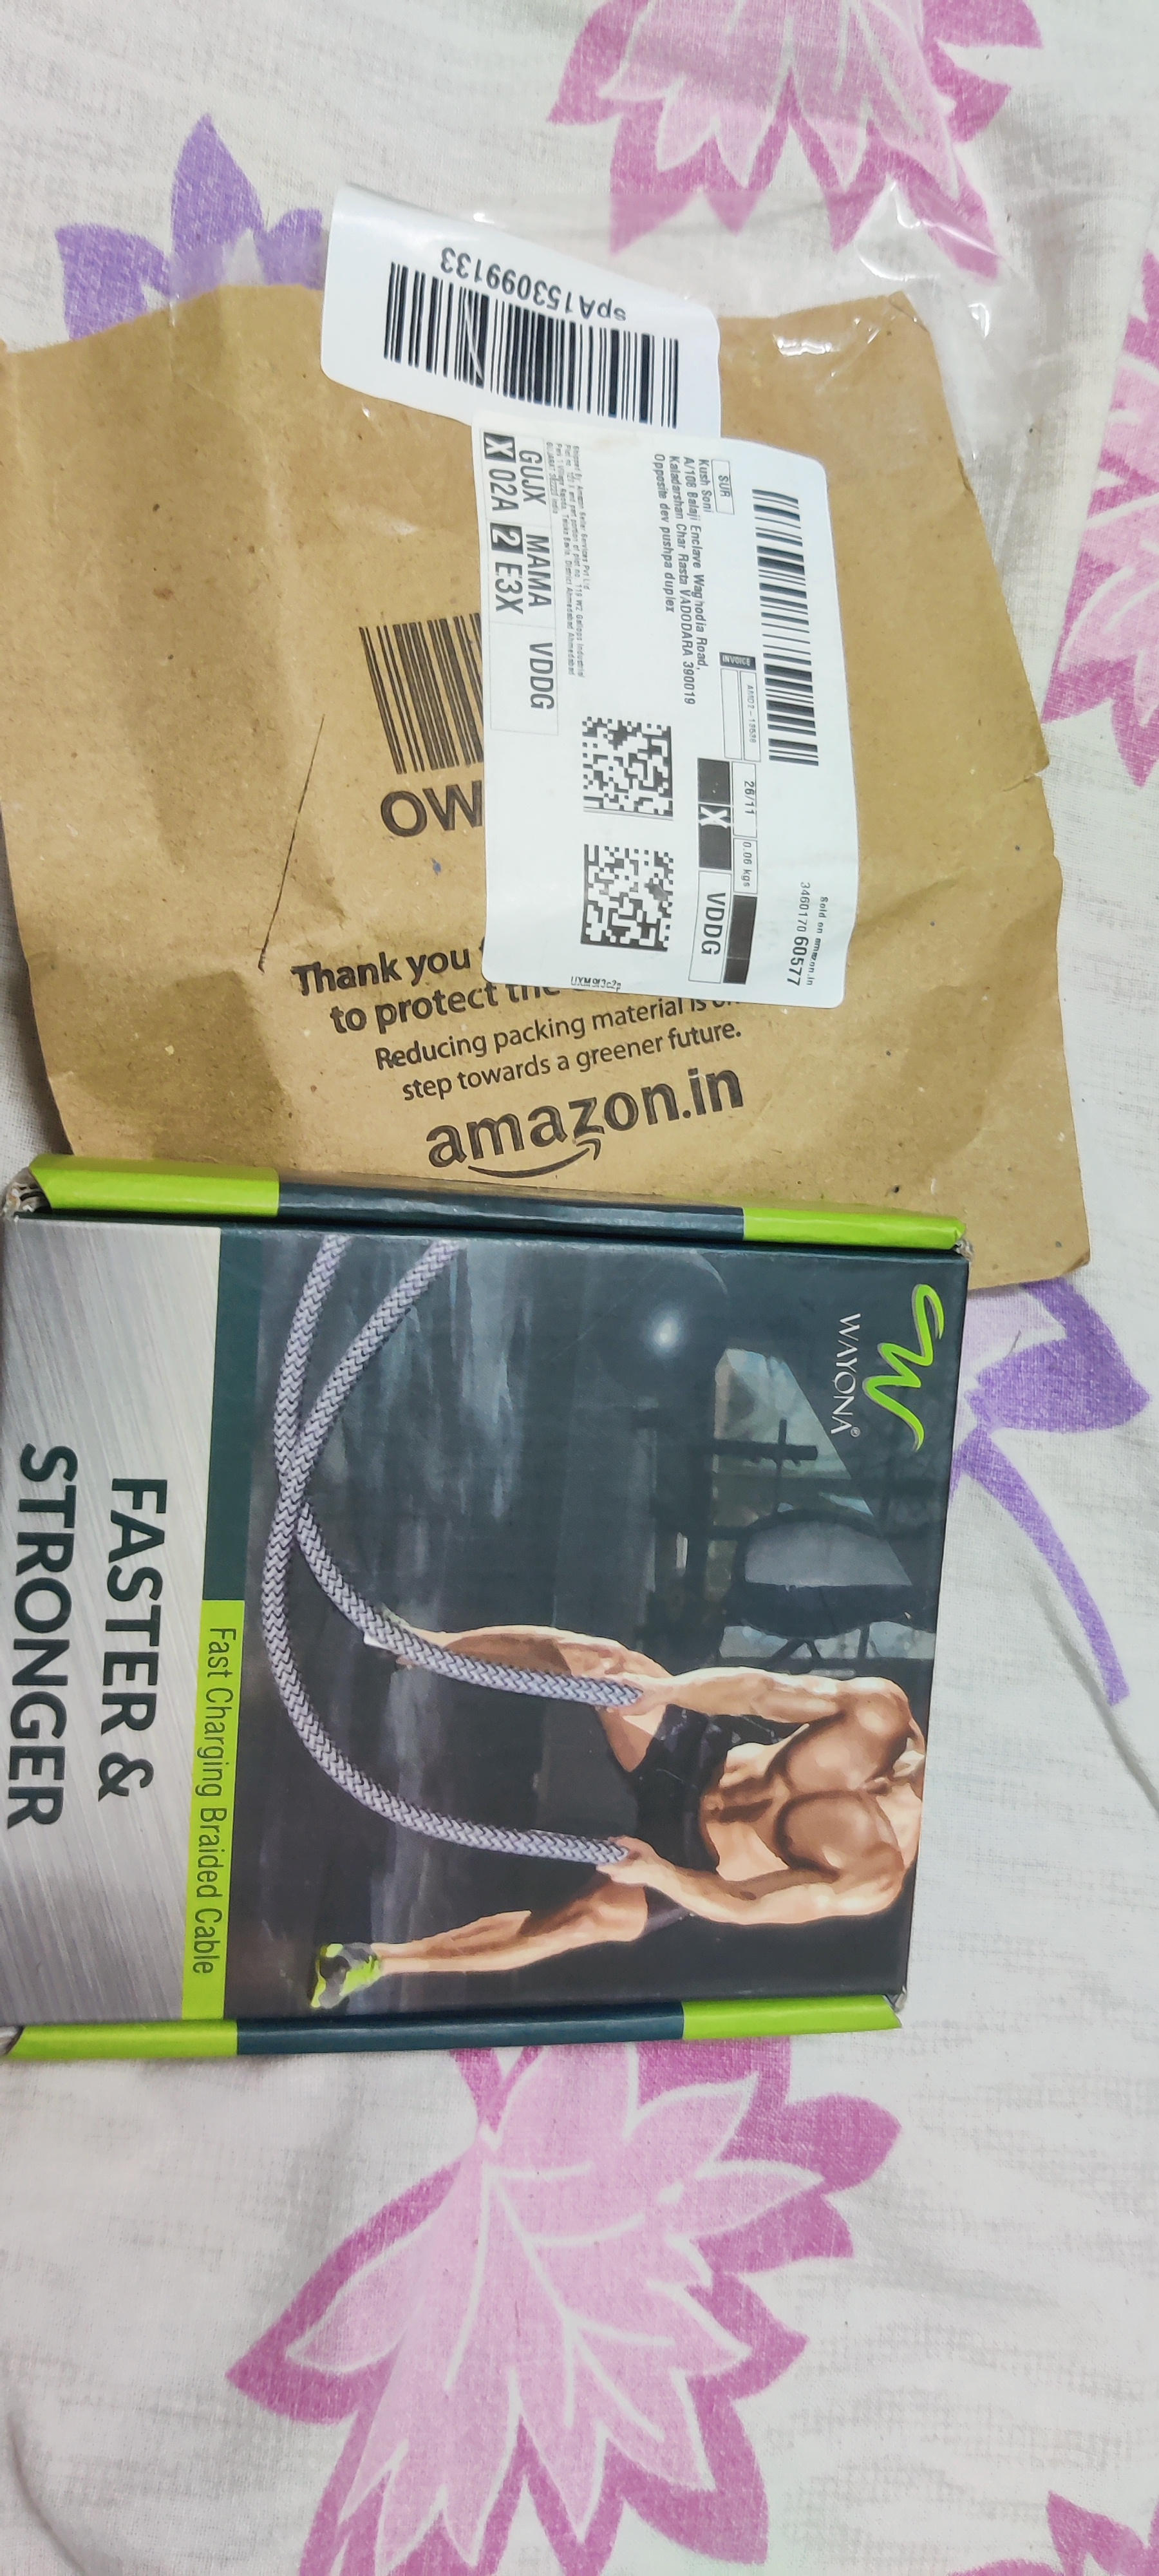 spA153099133
Sold on amazon.in
3460170 60577
INVOICE
26/11
0.06 kgs
X
VDDG
SUR
Kush Soni
A/108 Balaji Enclave Waghodia Road,
Kaladarshan Char Rasta VADODARA 390019
Opposite dev pushpa duplex
GUJX MAMA VDDG
X 02A 2 E3X
OW
Thank you
to protect the
Reducing packing material is
step towards a greener future.
amazon.in
WAYONA®
Fast Charging Braided Cable
FASTER &
STRONGER